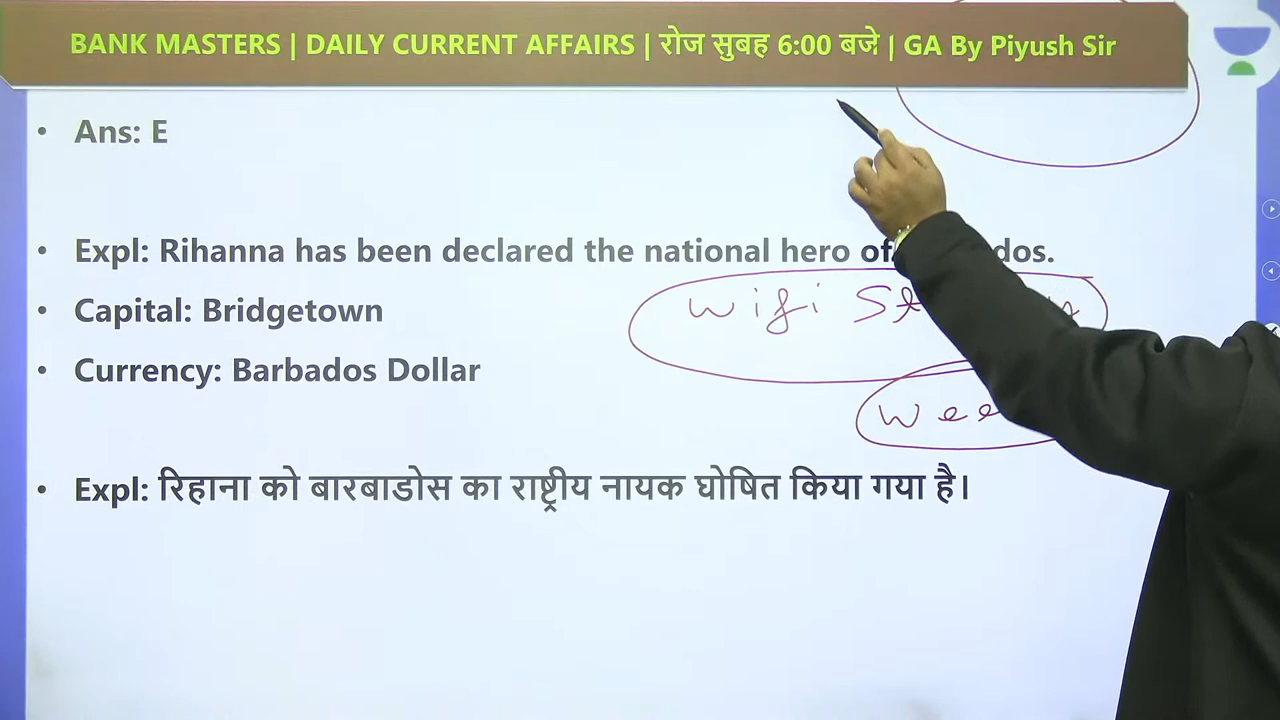 BANK MASTERS | DAILY CURRENT AFFAIRS | रोज सुबह 6:00 बजे | GA By Piyush Sir
• Ans: E
• Expl: Rihanna has been declared the national hero of
• Capital: Bridgetown
wifi
• Currency: Barbados Dollar
• Expl: रिहाना को बारबाडोस का राष्ट्रीय नायक घोषित किया गया है।